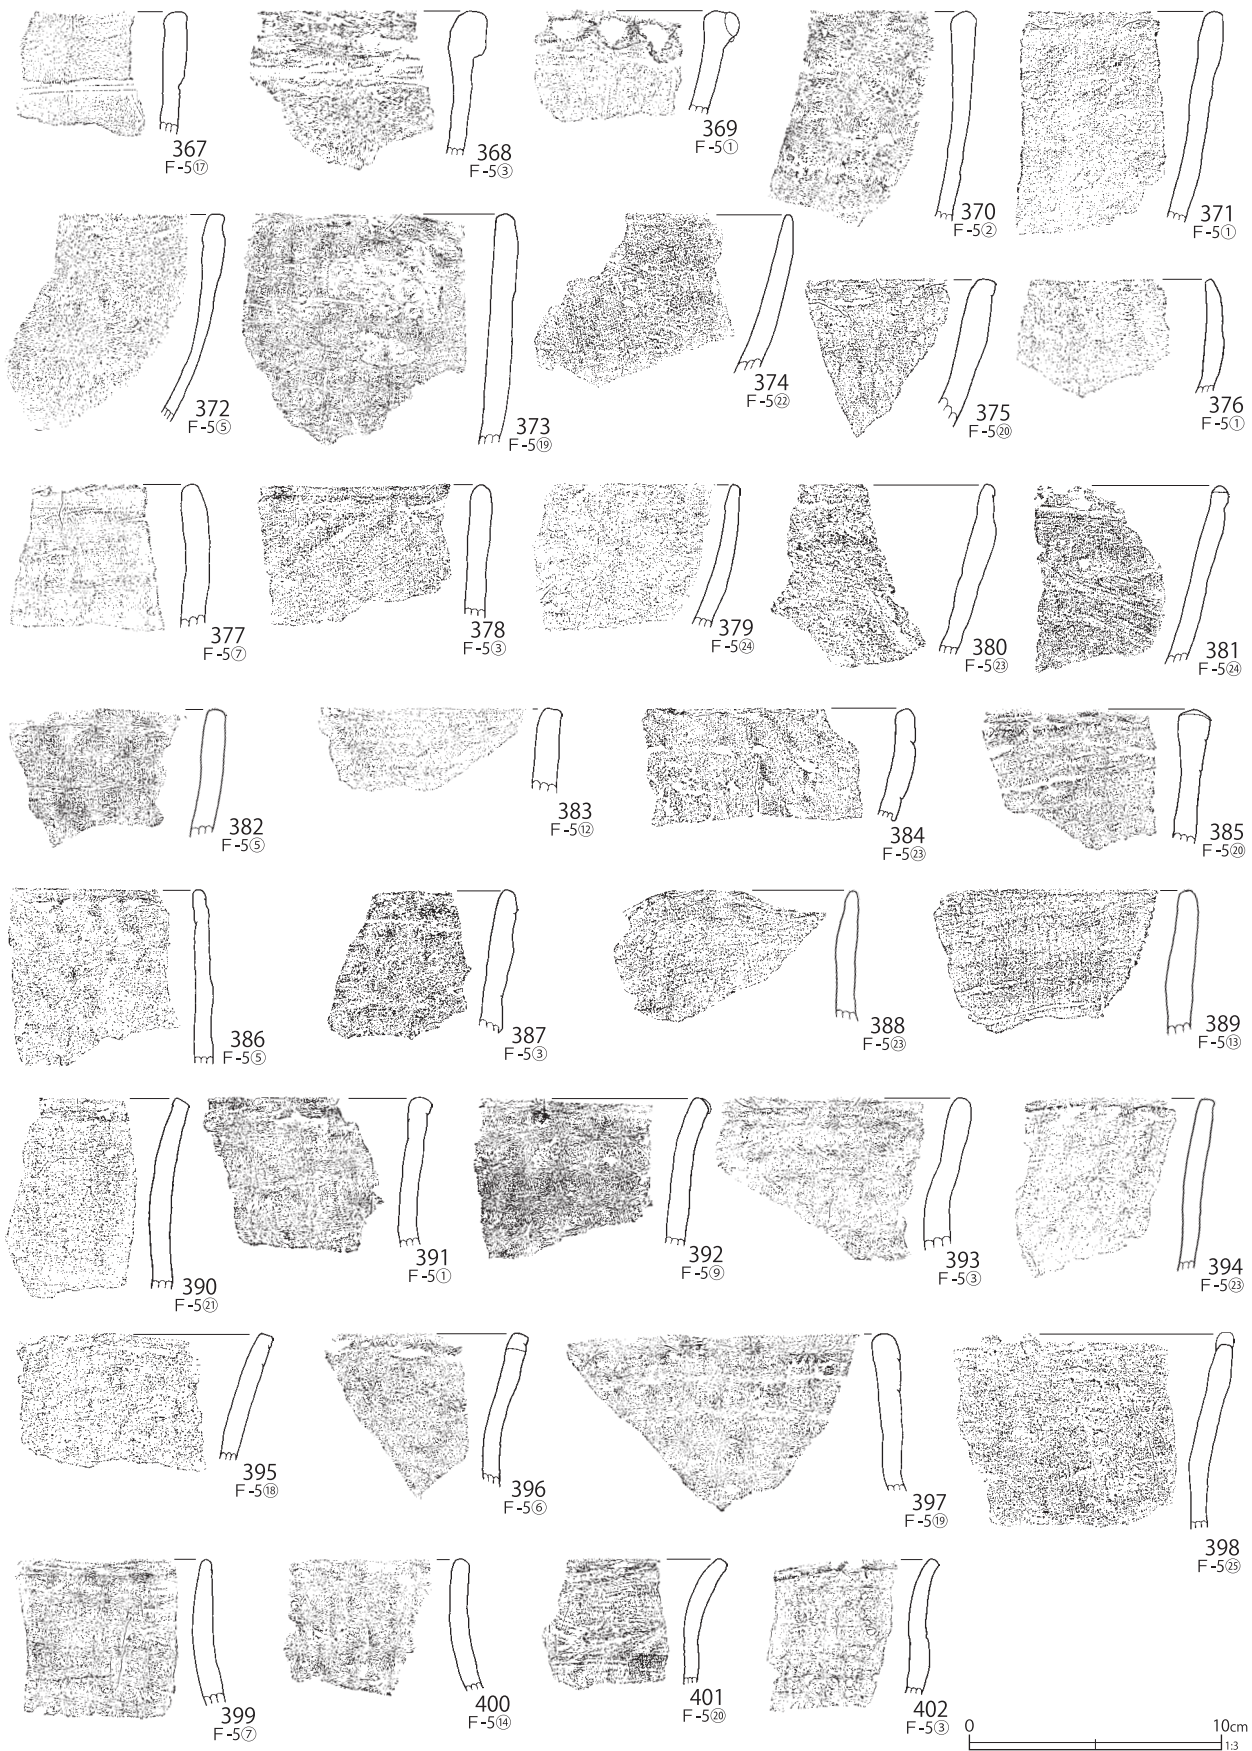 367
F-5⑰
368
F-5③
369
F-5①
370
F-5②
371
F-5①
372
F-5⑤
373
F-5⑲
374
F-5㉒
375
F-5⑳
376
F-5①
377
F-5⑦
378
F-5③
379
F-5㉔
380
F-5㉓
381
F-5㉔
382
F-5⑤
383
F-5⑫
384
F-5㉓
385
F-5⑳
386
F-5⑤
387
F-5③
388
F-5㉓
389
F-5⑬
390
F-5㉑
391
F-5①
392
F-5⑨
393
F-5③
394
F-5㉓
395
F-5⑱
396
F-5⑥
397
F-5⑲
398
F-5㉕
399
F-5⑦
400
F-5⑭
401
F-5⑳
402
F-5③
0 10cm
1:3